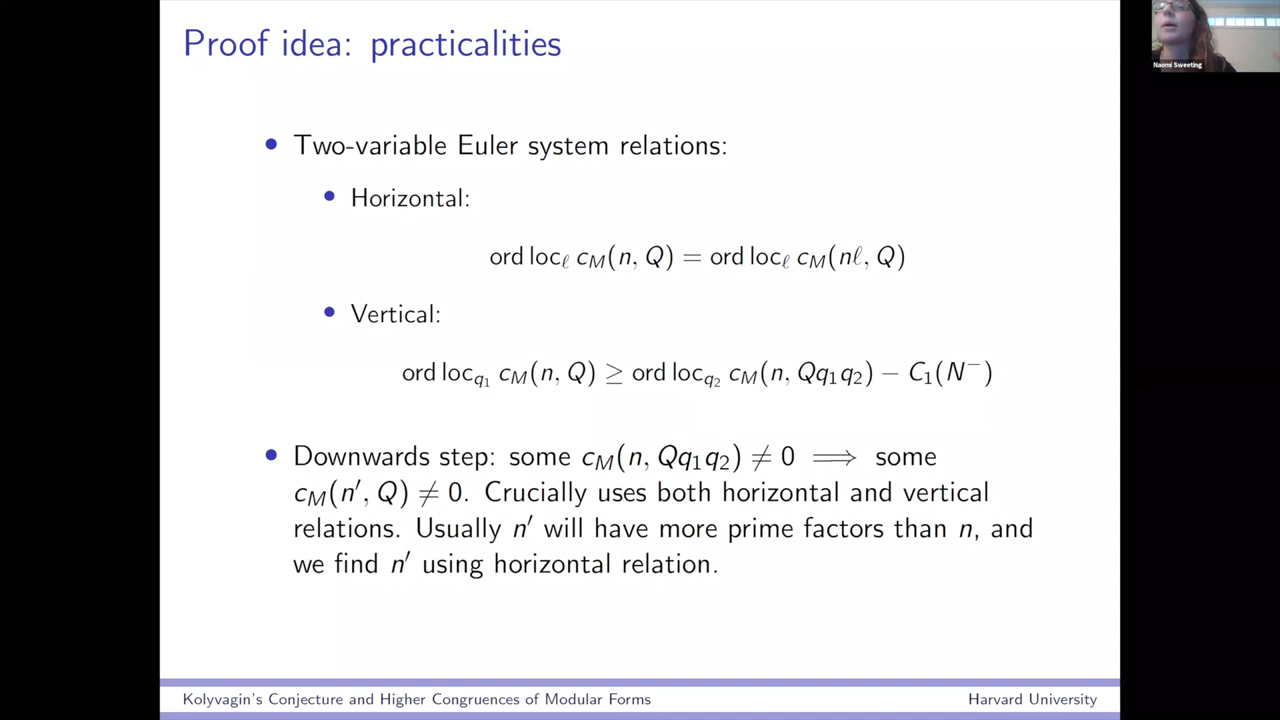 Proof idea: practicalities
Naomi Sweeting
• Two-variable Euler system relations:
• Horizontal:
ord loc_ℓ c_M(n, Q) = ord loc_ℓ c_M(nℓ, Q)
• Vertical:
ord loc_{q_1} c_M(n, Q) ≥ ord loc_{q_2} c_M(n, Qq_1q_2) − C_1(N^−)
• Downwards step: some c_M(n, Qq_1q_2) ≠ 0 ⟹ some
c_M(n′, Q) ≠ 0. Crucially uses both horizontal and vertical
relations. Usually n′ will have more prime factors than n, and
we find n′ using horizontal relation.
Kolyvagin's Conjecture and Higher Congruences of Modular Forms
Harvard University